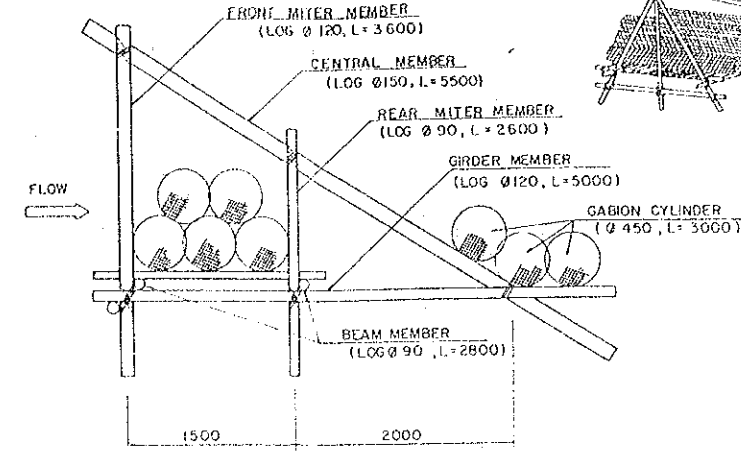 FRONT MITER MEMBER
(LOG Ø 120, L= 3600)
CENTRAL MEMBER
(LOG Ø150, L=5500)
REAR MITER MEMBER
(LOG Ø 90, L=2600)
GIRDER MEMBER
(LOG Ø120, L=5000)
FLOW
GABION CYLINDER
(Ø 450, L= 3000)
BEAM MEMBER
(LOG Ø 90, L=2800)
1500
2000